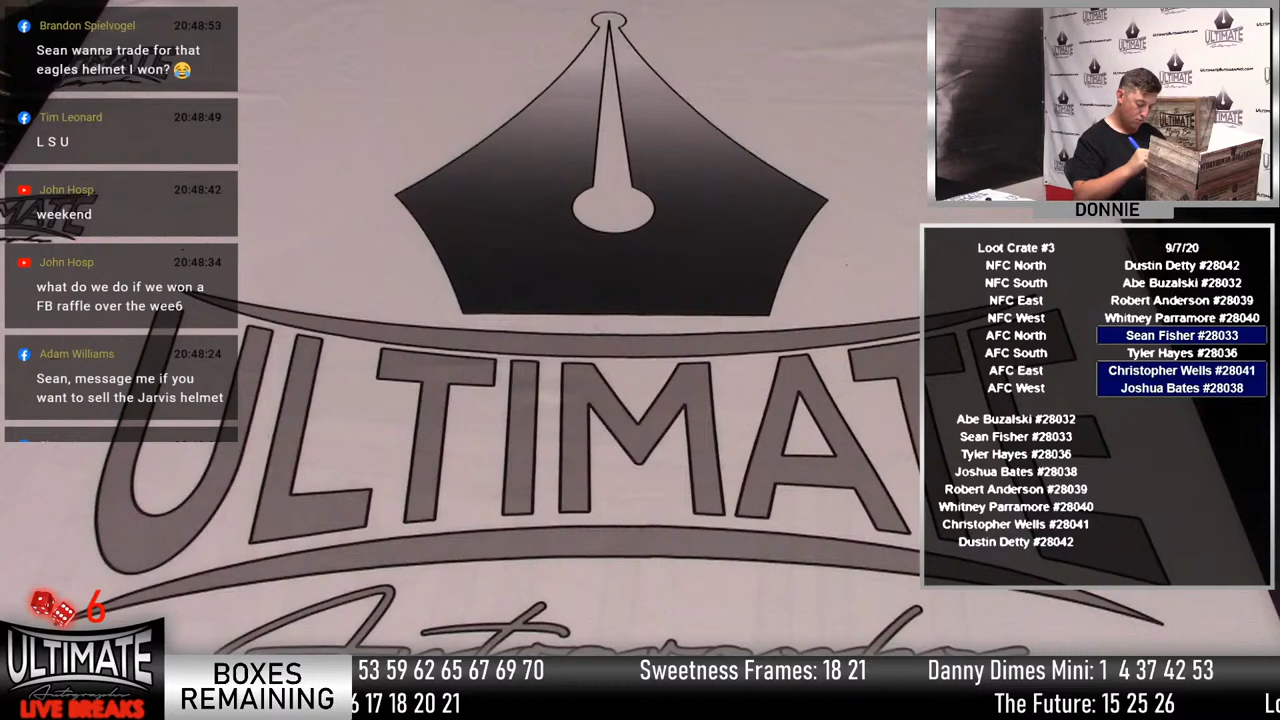 Brandon Spielvogel 20:48:53
Sean wanna trade for that
eagles helmet I won? 😂
Tim Leonard 20:48:49
L S U
John Hosp 20:48:42
weekend
John Hosp 20:48:34
what do we do if we won a
FB raffle over the wee6
Adam Williams 20:48:24
Sean, message me if you
want to sell the Jarvis helmet
ULTIMATE
ULTIMATE
DONNIE
Loot Crate #3 9/7/20
NFC North Dustin Detty #28042
NFC South Abe Buzalski #28032
NFC East Robert Anderson #28039
NFC West Whitney Parramore #28040
AFC North Sean Fisher #28033
AFC South Tyler Hayes #28036
AFC East Christopher Wells #28041
AFC West Joshua Bates #28038
Abe Buzalski #28032
Sean Fisher #28033
Tyler Hayes #28036
Joshua Bates #28038
Robert Anderson #28039
Whitney Parramore #28040
Christopher Wells #28041
Dustin Detty #28042
6
ULTIMATE
Autographs
LIVE BREAKS
BOXES
REMAINING
53 59 62 65 67 69 70 Sweetness Frames: 18 21 Danny Dimes Mini: 1 4 37 42 53
6 17 18 20 21 The Future: 15 25 26